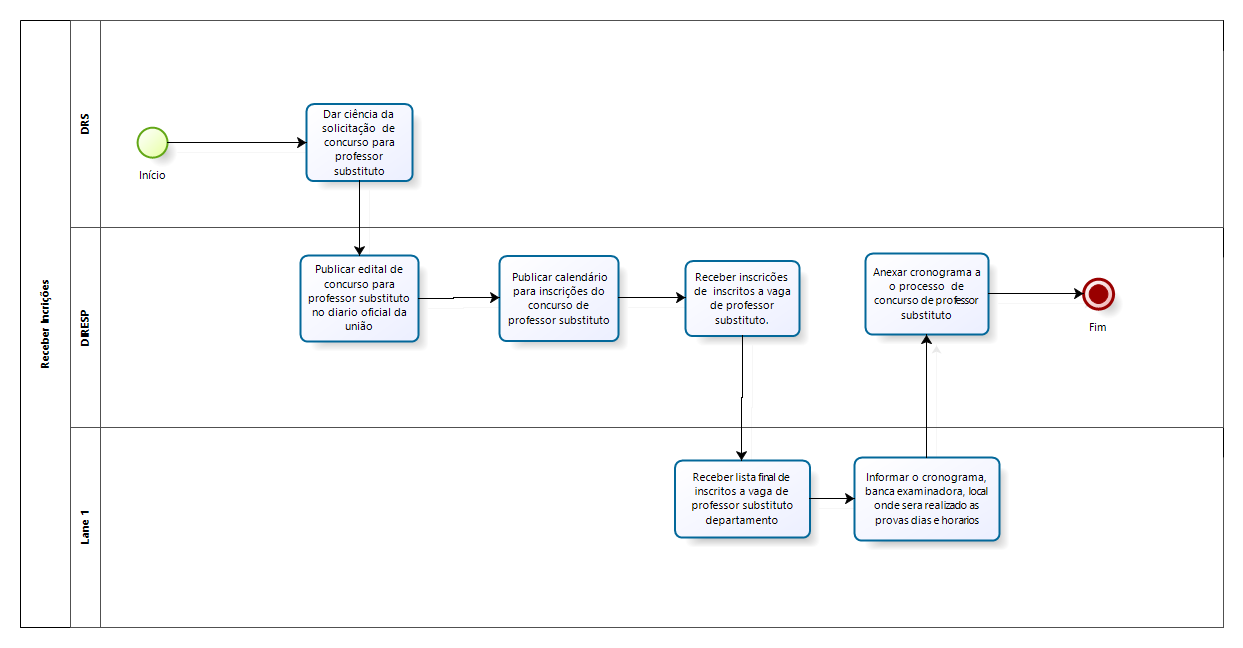 Receber Incrições
DRS
Início
Dar ciência da
solicitação de
concurso para
professor
substituto
DIRESP
Publicar edital de
concurso para
professor substituto
no diario oficial da
união
Publicar calendário
para inscrições do
concurso de
professor substituto
Receber inscricões
de inscritos a vaga
de professor
substituto.
Anexar cronograma a
o processo de
concurso de professor
substituto
Fim
Lane 1
Receber lista final de
inscritos a vaga de
professor substituto
departamento
Informar o cronograma,
banca examinadora, local
onde sera realizado as
provas dias e horarios